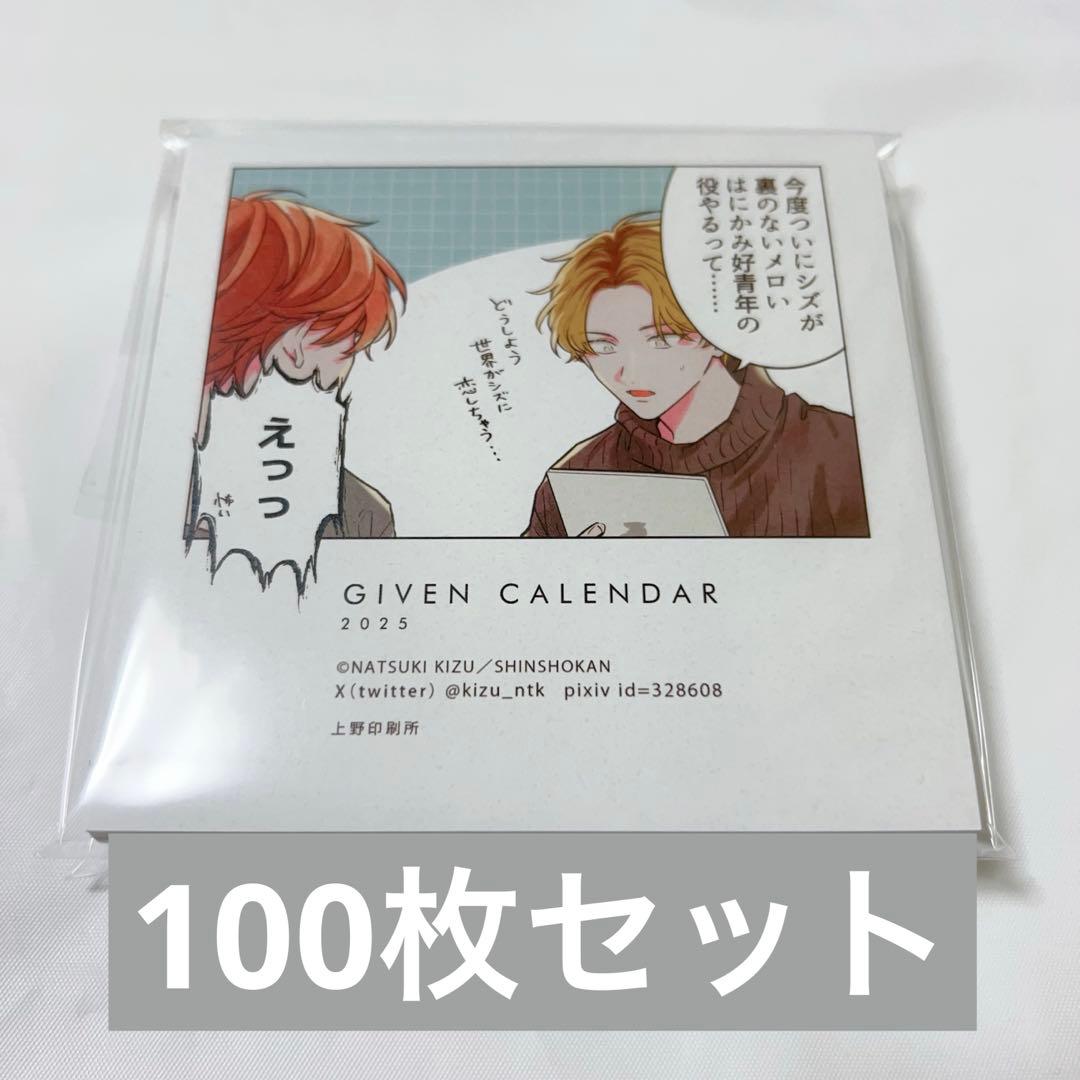 今度ついにシズが
裏のないメロい
はにかみ好青年の
役やるって……
どうしよう
世界がシズに
恋しちゃう…
えっっ
怖い
GIVEN CALENDAR
2025
©NATSUKI KIZU／SHINSHOKAN
X(twitter) @kizu_ntk pixiv id=328608
上野印刷所
100枚セット